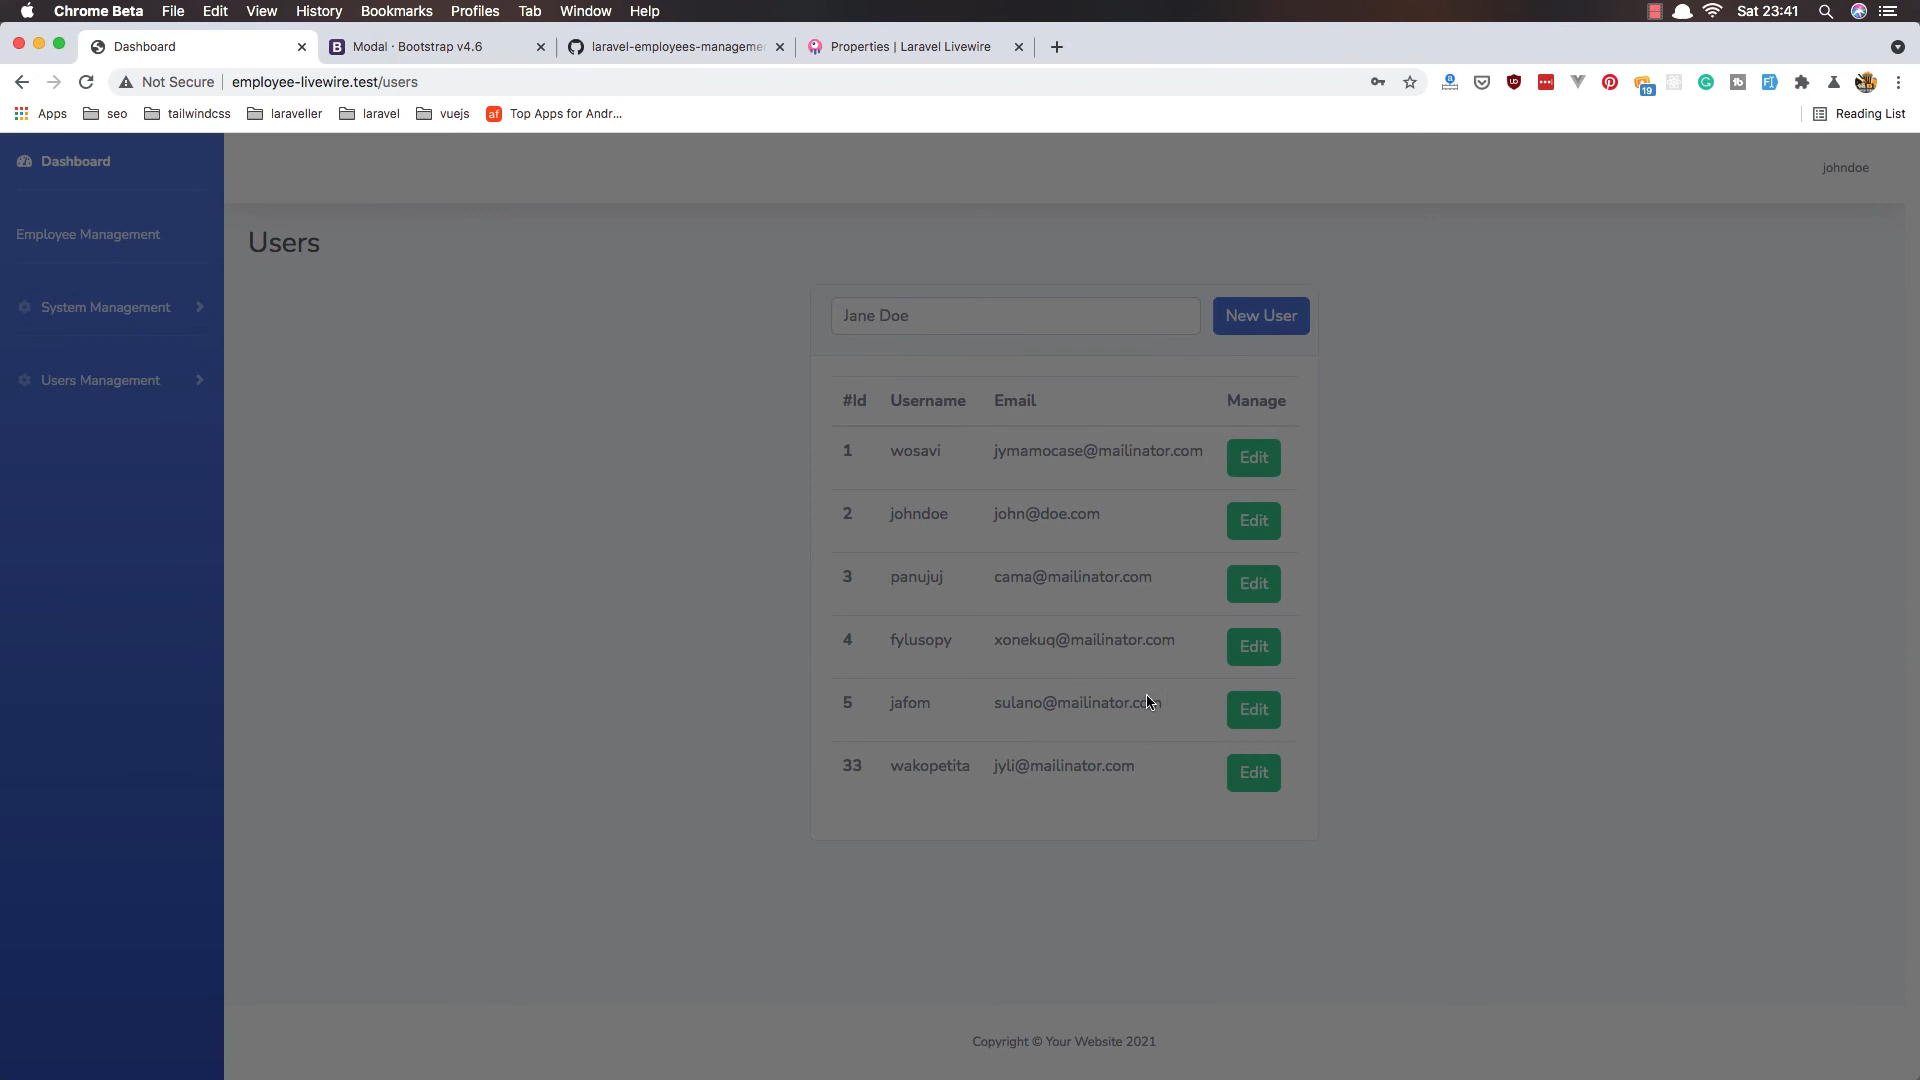 Chrome Beta File Edit View History Bookmarks Profiles Tab Window Help Sat 23:41
Dashboard Modal · Bootstrap v4.6 laravel-employees-manageme Properties | Laravel Livewire
Not Secure employee-livewire.test/users 19
Apps seo tailwindcss laraveller laravel vuejs af Top Apps for Andr... Reading List
Dashboard
johndoe
Employee Management
Users
System Management
Jane Doe New User
Users Management
#Id Username Email Manage
1 wosavi jymamocase@mailinator.com Edit
2 johndoe john@doe.com Edit
3 panujuj cama@mailinator.com Edit
4 fylusopy xonekuq@mailinator.com Edit
5 jafom sulano@mailinator.com Edit
33 wakopetita jyli@mailinator.com Edit
Copyright © Your Website 2021